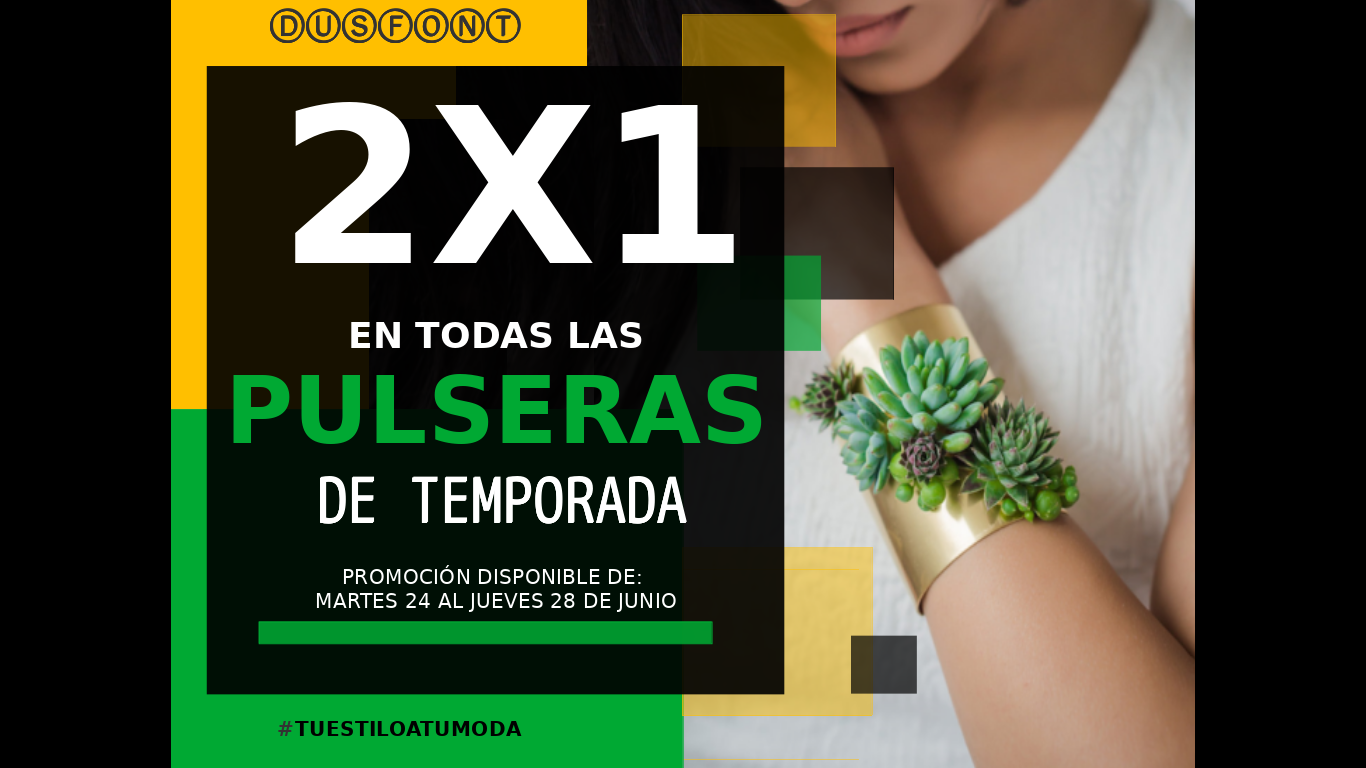 DUSFONT
2X1
EN TODAS LAS
PULSERAS
DE TEMPORADA
PROMOCIÓN DISPONIBLE DE:
MARTES 24 AL JUEVES 28 DE JUNIO
#TUESTILOATUMODA